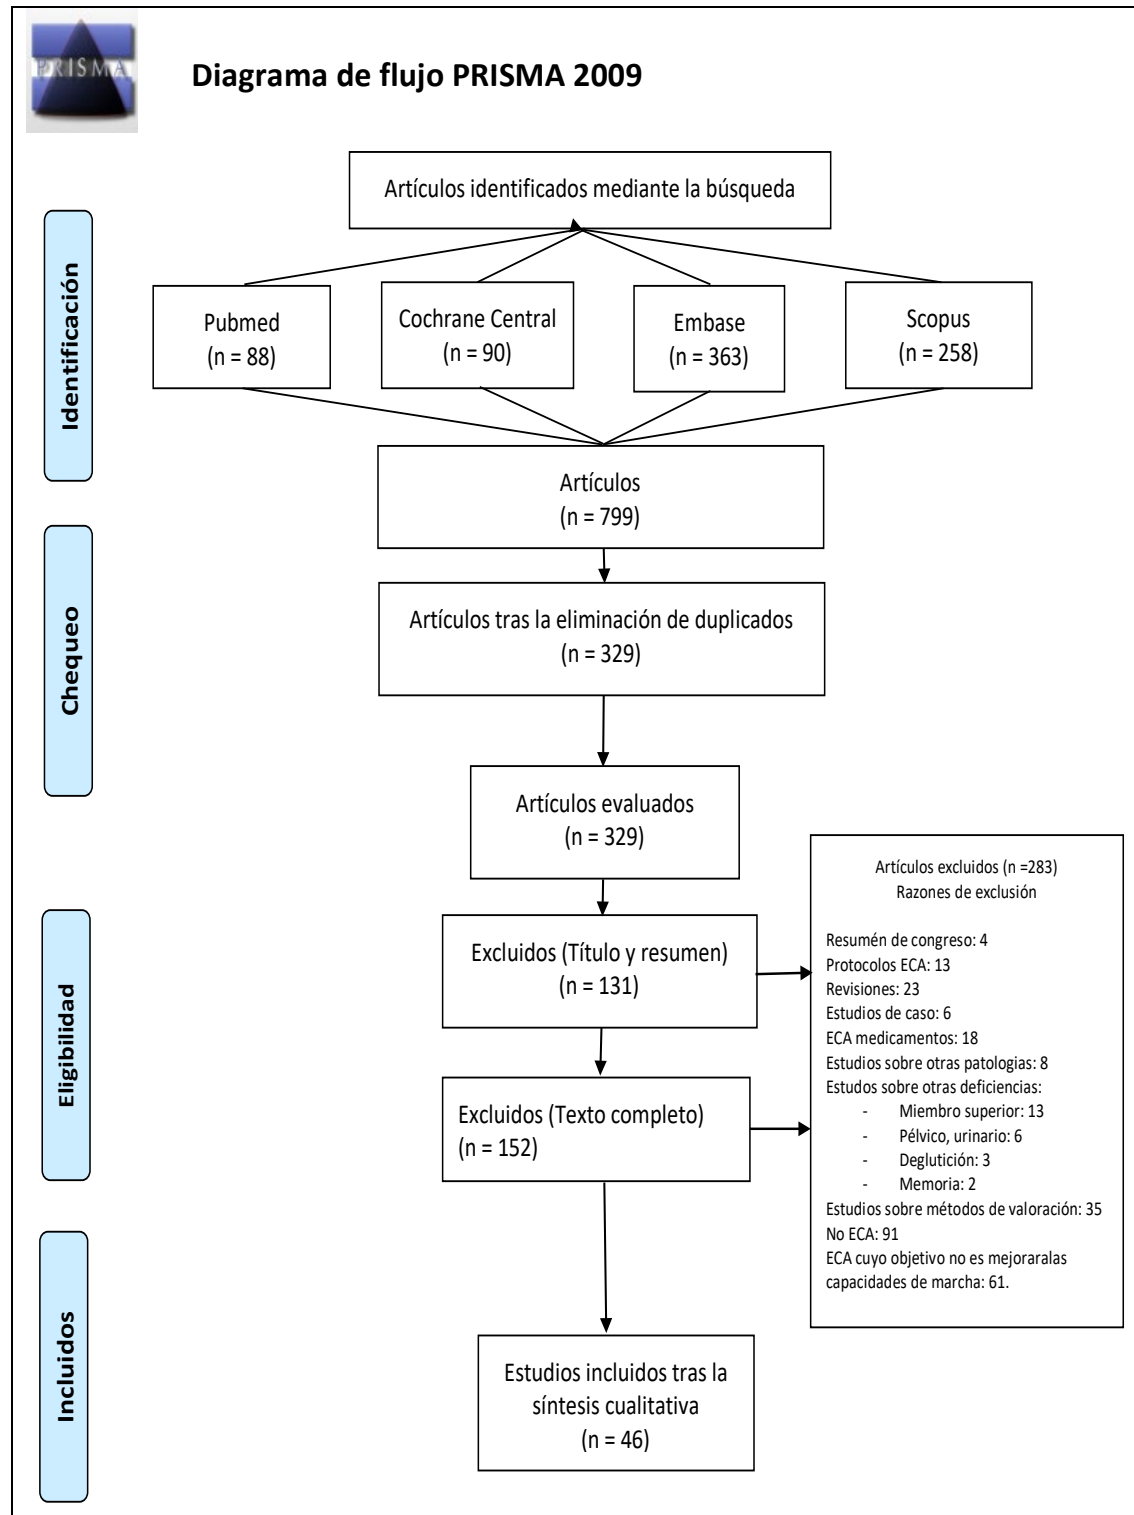 PRISMA
Diagrama de flujo PRISMA 2009
Artículos identificados mediante la búsqueda
Identificación
Pubmed
(n = 88)
Cochrane Central
(n = 90)
Embase
(n = 363)
Scopus
(n = 258)
Artículos
(n = 799)
Chequeo
Artículos tras la eliminación de duplicados
(n = 329)
Artículos evaluados
(n = 329)
Eligibilidad
Excluidos (Título y resumen)
(n = 131)
Excluidos (Texto completo)
(n = 152)
Artículos excluidos (n =283)
Razones de exclusión
Resumén de congreso: 4
Protocolos ECA: 13
Revisiones: 23
Estudios de caso: 6
ECA medicamentos: 18
Estudios sobre otras patologias: 8
Estudos sobre otras deficiencias:
- Miembro superior: 13
- Pélvico, urinario: 6
- Deglutición: 3
- Memoria: 2
Estudios sobre métodos de valoración: 35
No ECA: 91
ECA cuyo objetivo no es mejoraralas
capacidades de marcha: 61.
Incluidos
Estudios incluidos tras la
síntesis cualitativa
(n = 46)